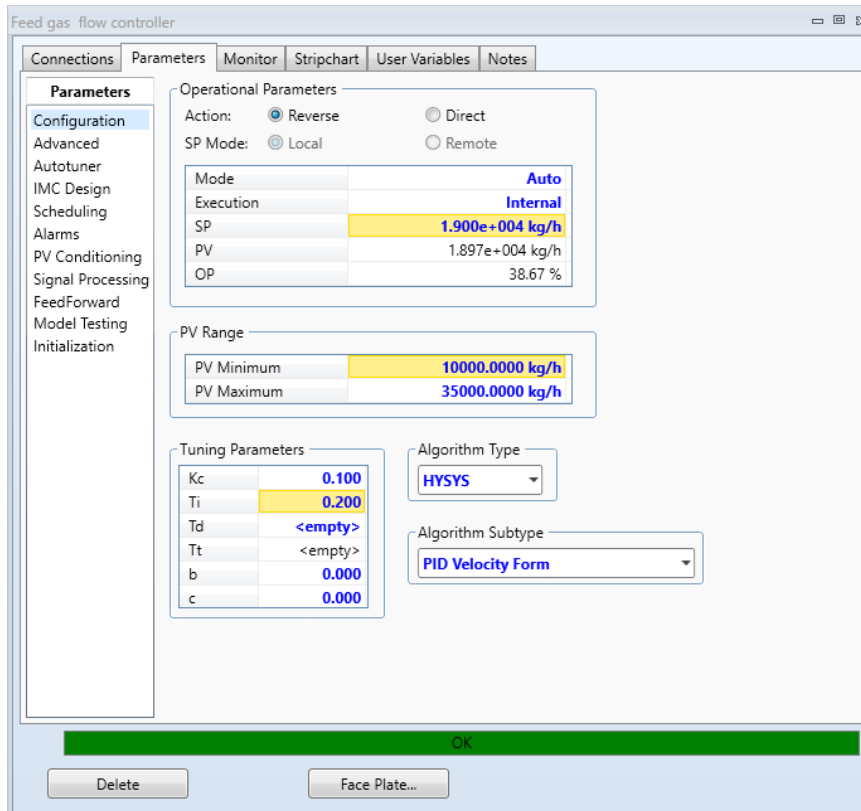 Feed gas flow controller
Connections Parameters Monitor Stripchart User Variables Notes
Parameters
Configuration
Advanced
Autotuner
IMC Design
Scheduling
Alarms
PV Conditioning
Signal Processing
FeedForward
Model Testing
Initialization
Operational Parameters
Action: Reverse Direct
SP Mode: Local Remote
Mode Auto
Execution Internal
SP 1.900e+004 kg/h
PV 1.897e+004 kg/h
OP 38.67 %
PV Range
PV Minimum 10000.0000 kg/h
PV Maximum 35000.0000 kg/h
Tuning Parameters
Kc 0.100
Ti 0.200
Td <empty>
Tt <empty>
b 0.000
c 0.000
Algorithm Type
HYSYS
Algorithm Subtype
PID Velocity Form
OK
Delete Face Plate...